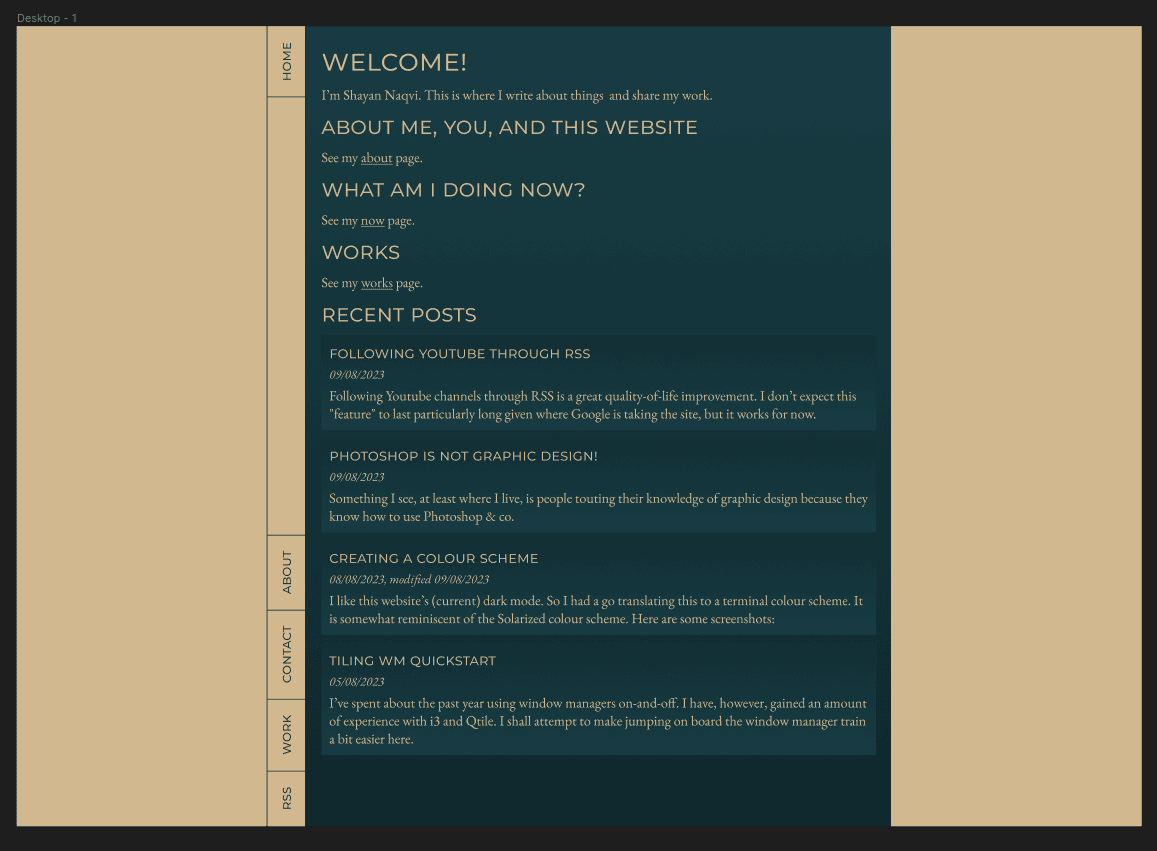 Desktop - 1
HOME
ABOUT
CONTACT
WORK
RSS
WELCOME!
I’m Shayan Naqvi. This is where I write about things  and share my work.
ABOUT ME, YOU, AND THIS WEBSITE
See my about page.
WHAT AM I DOING NOW?
See my now page.
WORKS
See my works page.
RECENT POSTS
FOLLOWING YOUTUBE THROUGH RSS
09/08/2023
Following Youtube channels through RSS is a great quality-of-life improvement. I don’t expect this
"feature" to last particularly long given where Google is taking the site, but it works for now.
PHOTOSHOP IS NOT GRAPHIC DESIGN!
09/08/2023
Something I see, at least where I live, is people touting their knowledge of graphic design because they
know how to use Photoshop & co.
CREATING A COLOUR SCHEME
08/08/2023, modified 09/08/2023
I like this website’s (current) dark mode. So I had a go translating this to a terminal colour scheme. It
is somewhat reminiscent of the Solarized colour scheme. Here are some screenshots:
TILING WM QUICKSTART
05/08/2023
I’ve spent about the past year using window managers on-and-off. I have, however, gained an amount
of experience with i3 and Qtile. I shall attempt to make jumping on board the window manager train
a bit easier here.